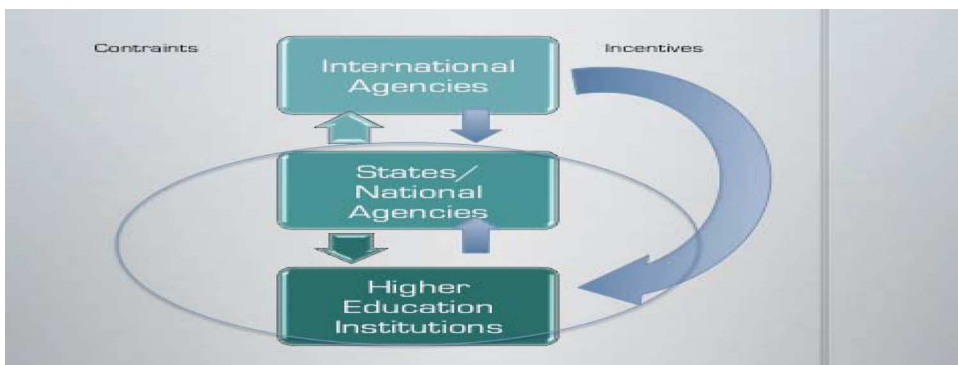 Contraints
Incentives
International
Agencies
States/
National
Agencies
Higher
Education
Institutions